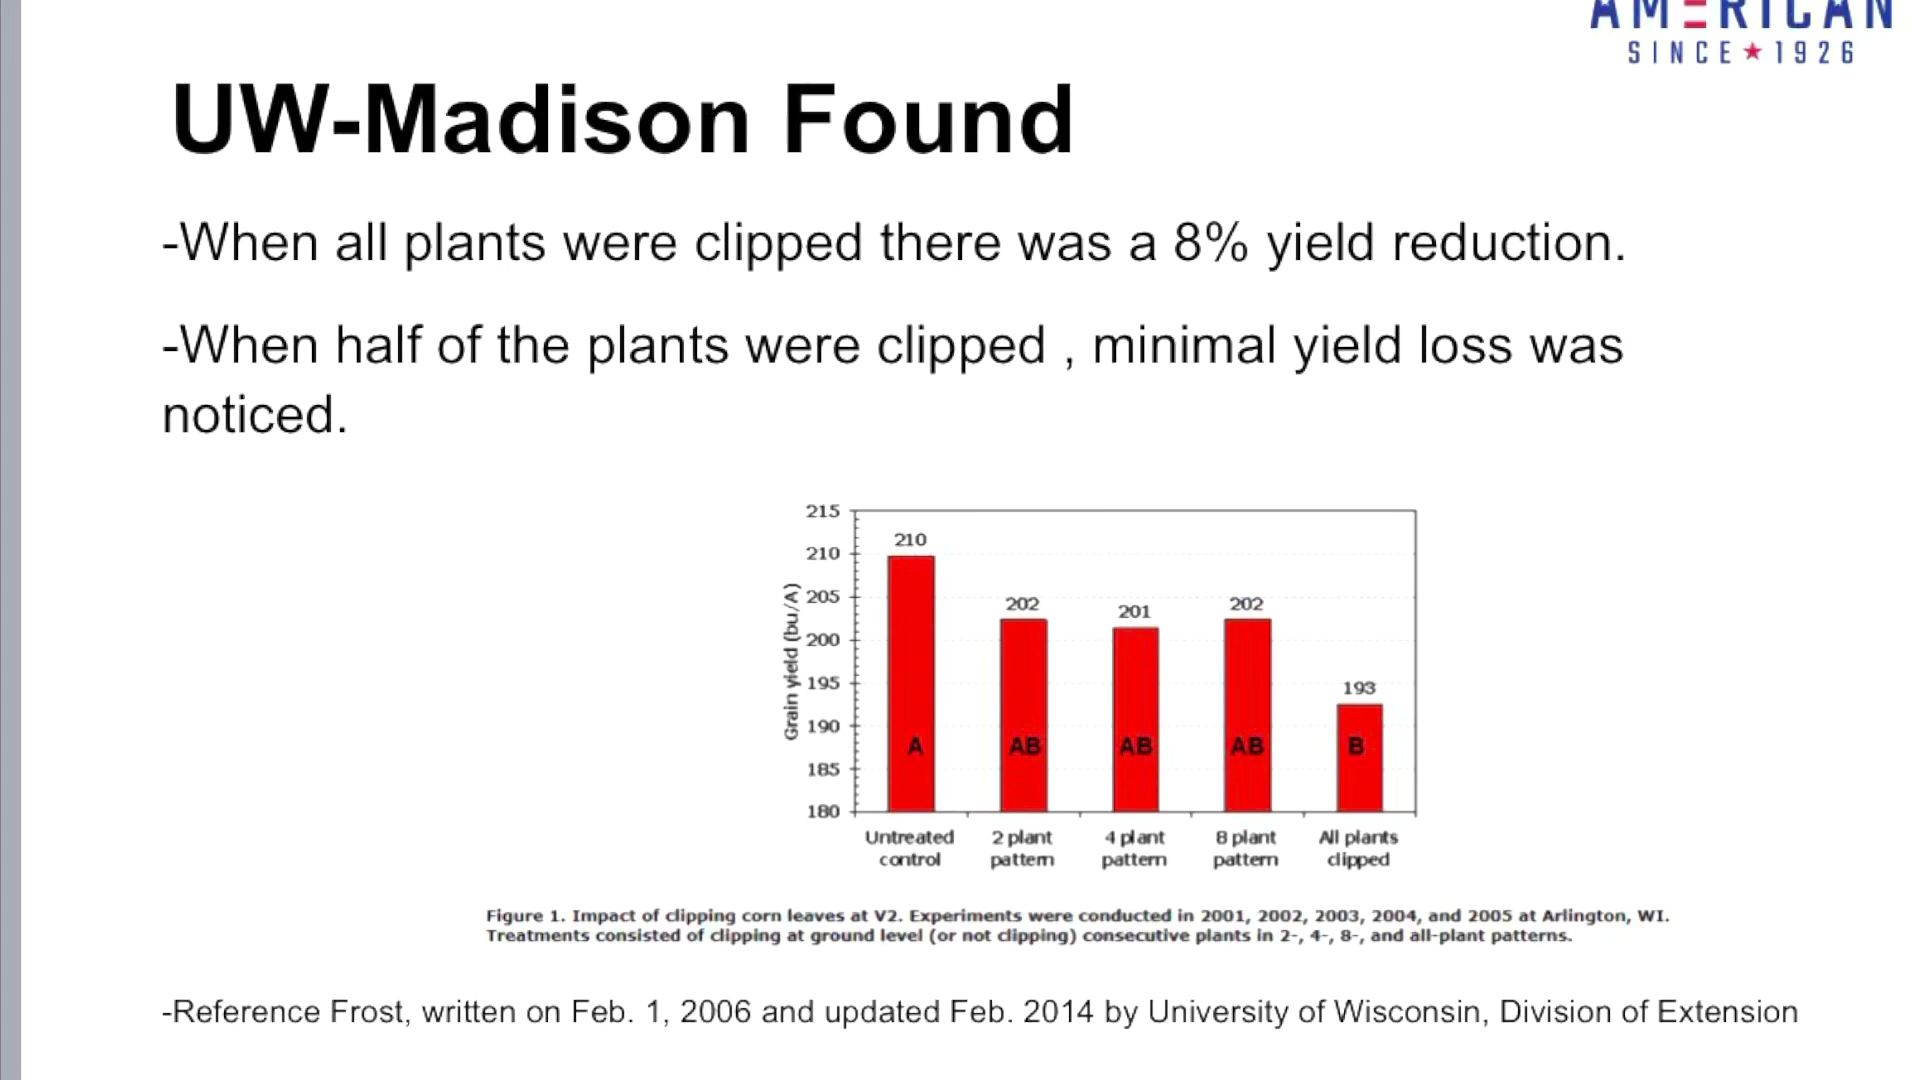 AMERICAN
SINCE★1926
UW-Madison Found
-When all plants were clipped there was a 8% yield reduction.
-When half of the plants were clipped , minimal yield loss was
noticed.
Grain yield (bu/A)
215
210
205
200
195
190
185
180
210
202
201
202
193
A
AB
AB
AB
B
Untreated
control
2 plant
pattern
4 plant
pattern
8 plant
pattern
All plants
clipped
Figure 1. Impact of clipping corn leaves at V2. Experiments were conducted in 2001, 2002, 2003, 2004, and 2005 at Arlington, WI.
Treatments consisted of clipping at ground level (or not clipping) consecutive plants in 2-, 4-, 8-, and all-plant patterns.
-Reference Frost, written on Feb. 1, 2006 and updated Feb. 2014 by University of Wisconsin, Division of Extension